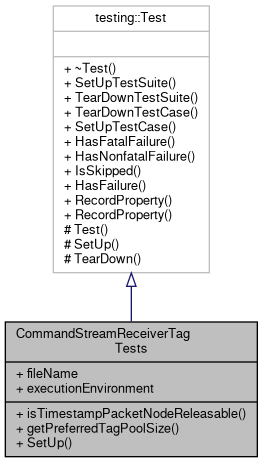 testing::Test
+ ~Test()
+ SetUpTestSuite()
+ TearDownTestSuite()
+ TearDownTestCase()
+ SetUpTestCase()
+ HasFatalFailure()
+ HasNonfatalFailure()
+ IsSkipped()
+ HasFailure()
+ RecordProperty()
+ RecordProperty()
# Test()
# SetUp()
# TearDown()
CommandStreamReceiverTag
Tests
+ fileName
+ executionEnvironment
+ isTimestampPacketNodeReleasable()
+ getPreferredTagPoolSize()
+ SetUp()